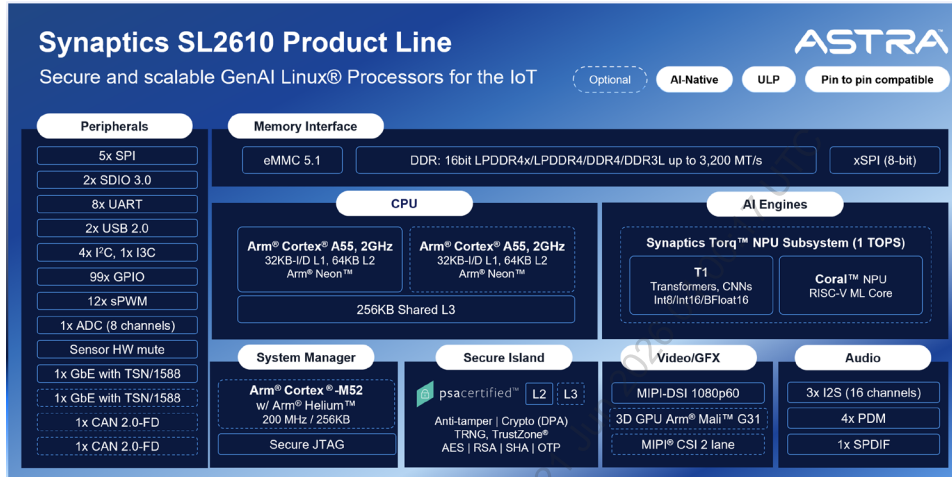 Synaptics SL2610 Product Line
ASTRA™
Secure and scalable GenAI Linux® Processors for the IoT
Optional
AI-Native
ULP
Pin to pin compatible
Peripherals
5x SPI
2x SDIO 3.0
8x UART
2x USB 2.0
4x I²C, 1x I3C
99x GPIO
12x sPWM
1x ADC (8 channels)
Sensor HW mute
1x GbE with TSN/1588
1x GbE with TSN/1588
1x CAN 2.0-FD
1x CAN 2.0-FD
Memory Interface
eMMC 5.1
DDR: 16bit LPDDR4x/LPDDR4/DDR4/DDR3L up to 3,200 MT/s
xSPI (8-bit)
CPU
Arm® Cortex® A55, 2GHz
32KB-I/D L1, 64KB L2
Arm® Neon™
Arm® Cortex® A55, 2GHz
32KB-I/D L1, 64KB L2
Arm® Neon™
256KB Shared L3
AI Engines
Synaptics Torq™ NPU Subsystem (1 TOPS)
T1
Transformers, CNNs
Int8/Int16/BFloat16
Coral™ NPU
RISC-V ML Core
System Manager
Arm® Cortex®-M52
w/ Arm® Helium™
200 MHz / 256KB
Secure JTAG
Secure Island
psacertified™
L2
L3
Anti-tamper | Crypto (DPA)
TRNG, TrustZone®
AES | RSA | SHA | OTP
Video/GFX
MIPI-DSI 1080p60
3D GPU Arm® Mali™ G31
MIPI® CSI 2 lane
Audio
3x I2S (16 channels)
4x PDM
1x SPDIF